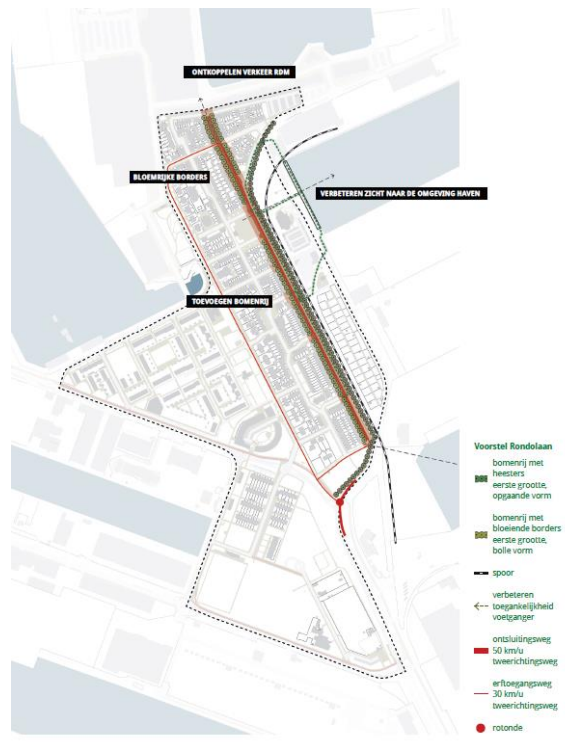 ONTKOPPELEN VERKEER RDM
BLOEMRIJKE BORDERS
VERBETEREN ZICHT NAAR DE OMGEVING HAVEN
TOEVOEGEN BOMENRIJ
Voorstel Rondolaan
bomenrij met
heesters
eerste grootte,
opgaande vorm
bomenrij met
bloeiende borders
eerste grootte,
bolle vorm
spoor
verbeteren
toegankelijkheid
voetganger
ontsluitingsweg
50 km/u
tweerichtingsweg
erftoegangsweg
30 km/u
tweerichtingsweg
rotonde